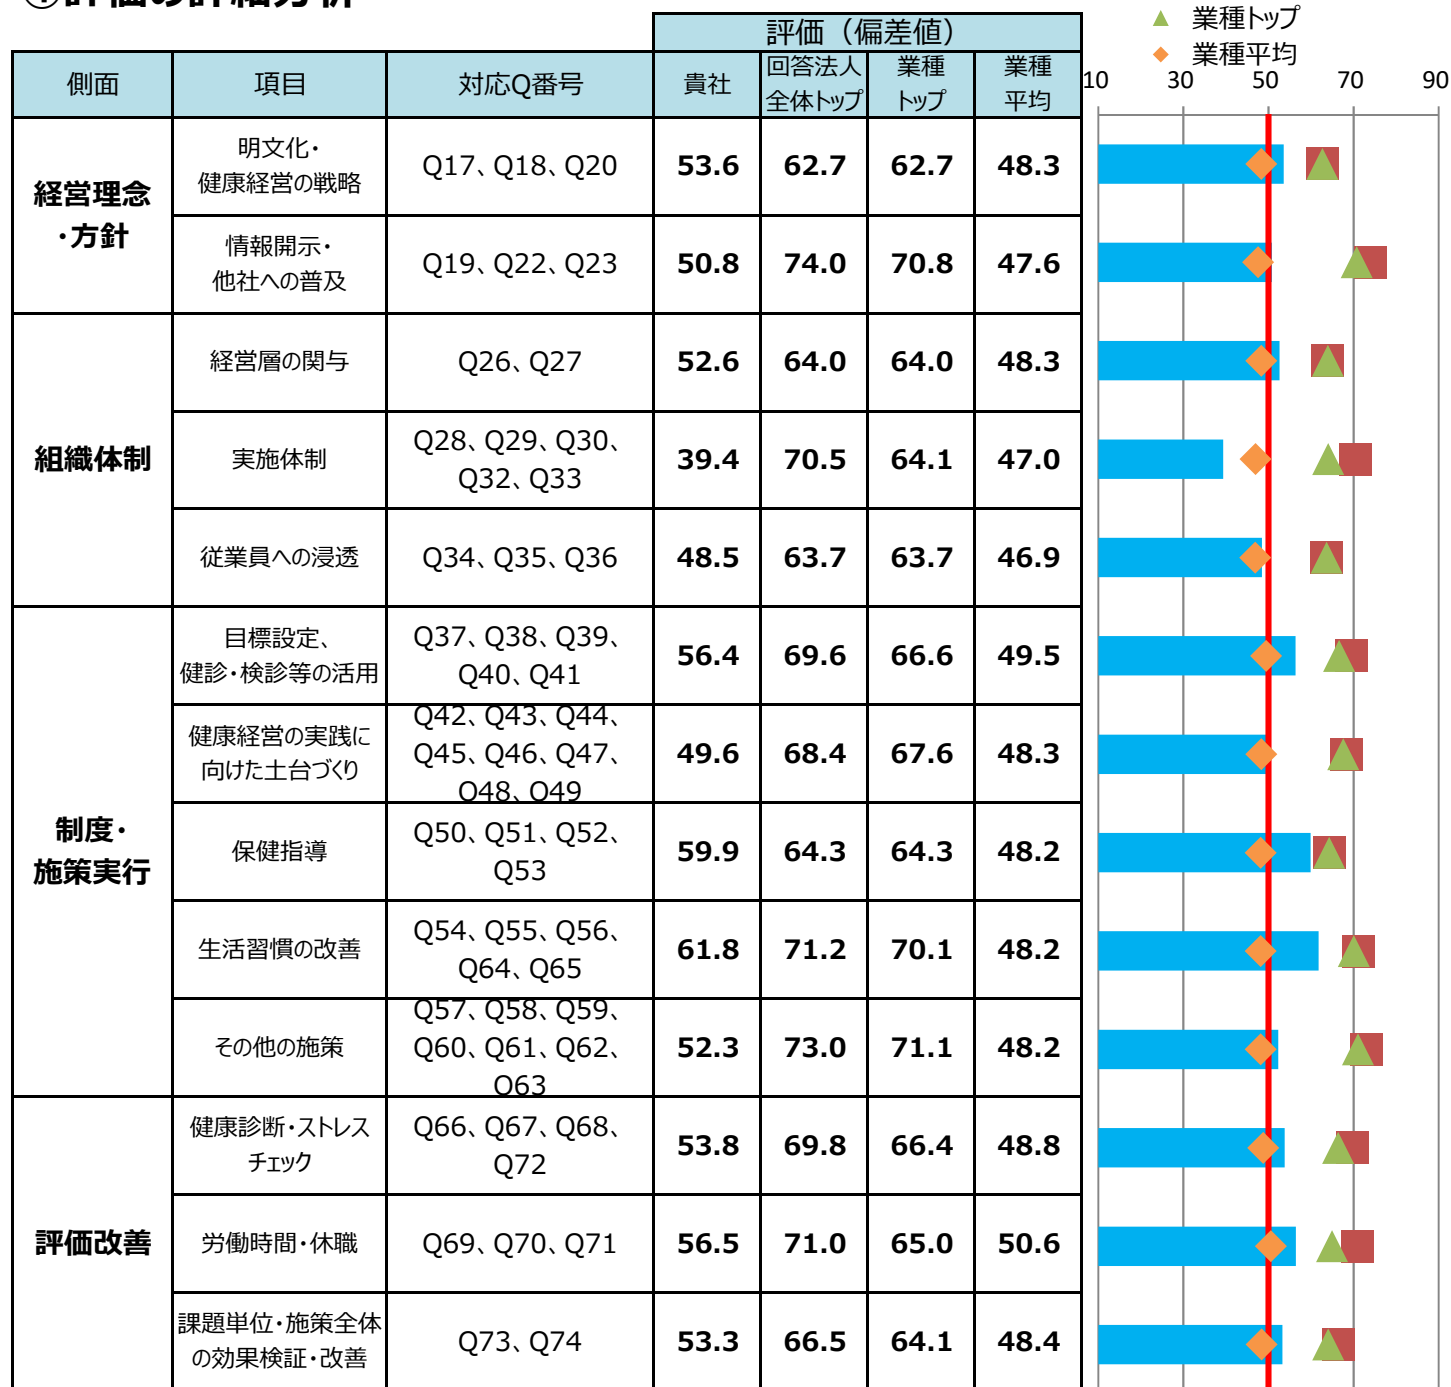 ①評価の詳細分析
業種トップ
業種平均
評価（偏差値）
側面 項目 対応Q番号 貴社 回答法人全体トップ 業種トップ 業種平均
10 30 50 70 90
経営理念・方針
明文化・健康経営の戦略 Q17、Q18、Q20 53.6 62.7 62.7 48.3
情報開示・他社への普及 Q19、Q22、Q23 50.8 74.0 70.8 47.6
組織体制
経営層の関与 Q26、Q27 52.6 64.0 64.0 48.3
実施体制 Q28、Q29、Q30、Q32、Q33 39.4 70.5 64.1 47.0
従業員への浸透 Q34、Q35、Q36 48.5 63.7 63.7 46.9
制度・施策実行
目標設定、健診・検診等の活用 Q37、Q38、Q39、Q40、Q41 56.4 69.6 66.6 49.5
健康経営の実践に向けた土台づくり Q42、Q43、Q44、Q45、Q46、Q47、Q48、Q49 49.6 68.4 67.6 48.3
保健指導 Q50、Q51、Q52、Q53 59.9 64.3 64.3 48.2
生活習慣の改善 Q54、Q55、Q56、Q64、Q65 61.8 71.2 70.1 48.2
その他の施策 Q57、Q58、Q59、Q60、Q61、Q62、Q63 52.3 73.0 71.1 48.2
評価改善
健康診断・ストレスチェック Q66、Q67、Q68、Q72 53.8 69.8 66.4 48.8
労働時間・休職 Q69、Q70、Q71 56.5 71.0 65.0 50.6
課題単位・施策全体の効果検証・改善 Q73、Q74 53.3 66.5 64.1 48.4